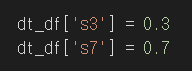 dt_df['s3'] = 0.3
dt_df['s7'] = 0.7